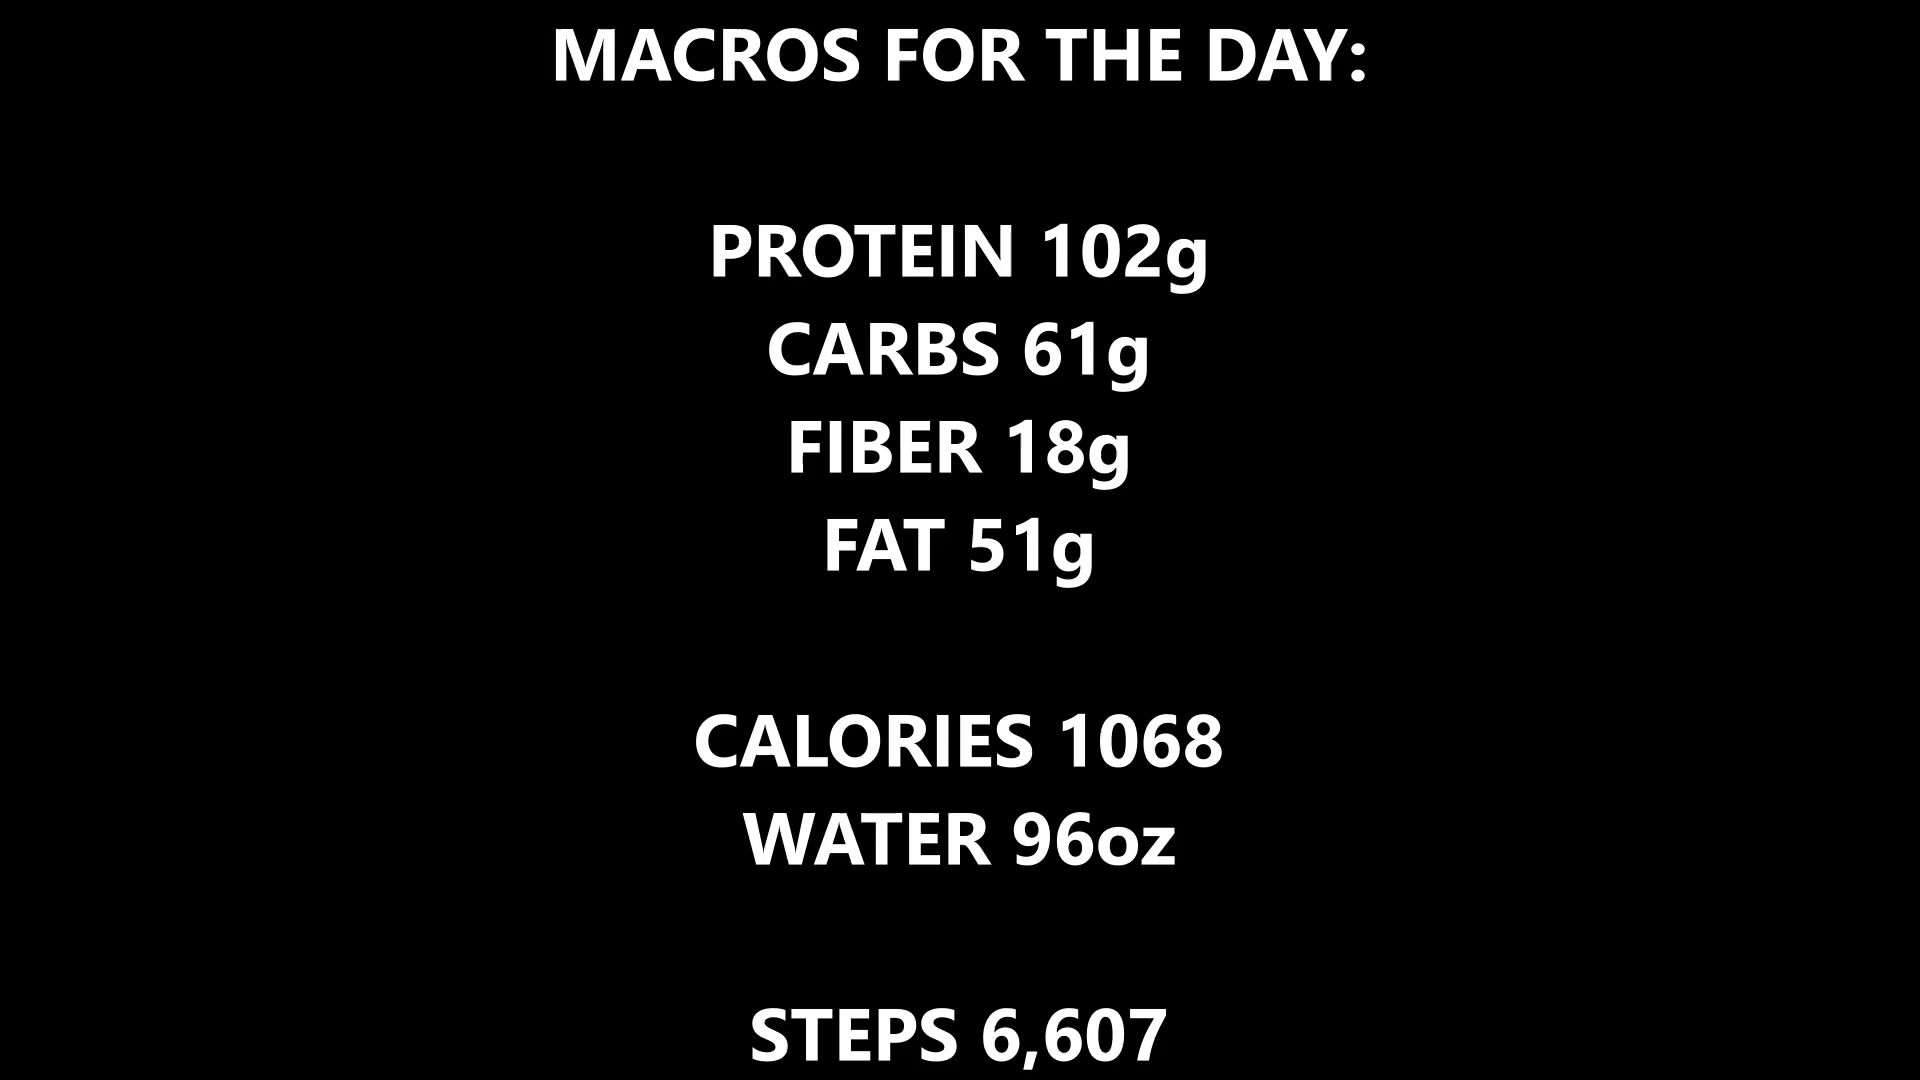 MACROS FOR THE DAY:
PROTEIN 102g
CARBS 61g
FIBER 18g
FAT 51g
CALORIES 1068
WATER 96oz
STEPS 6,607